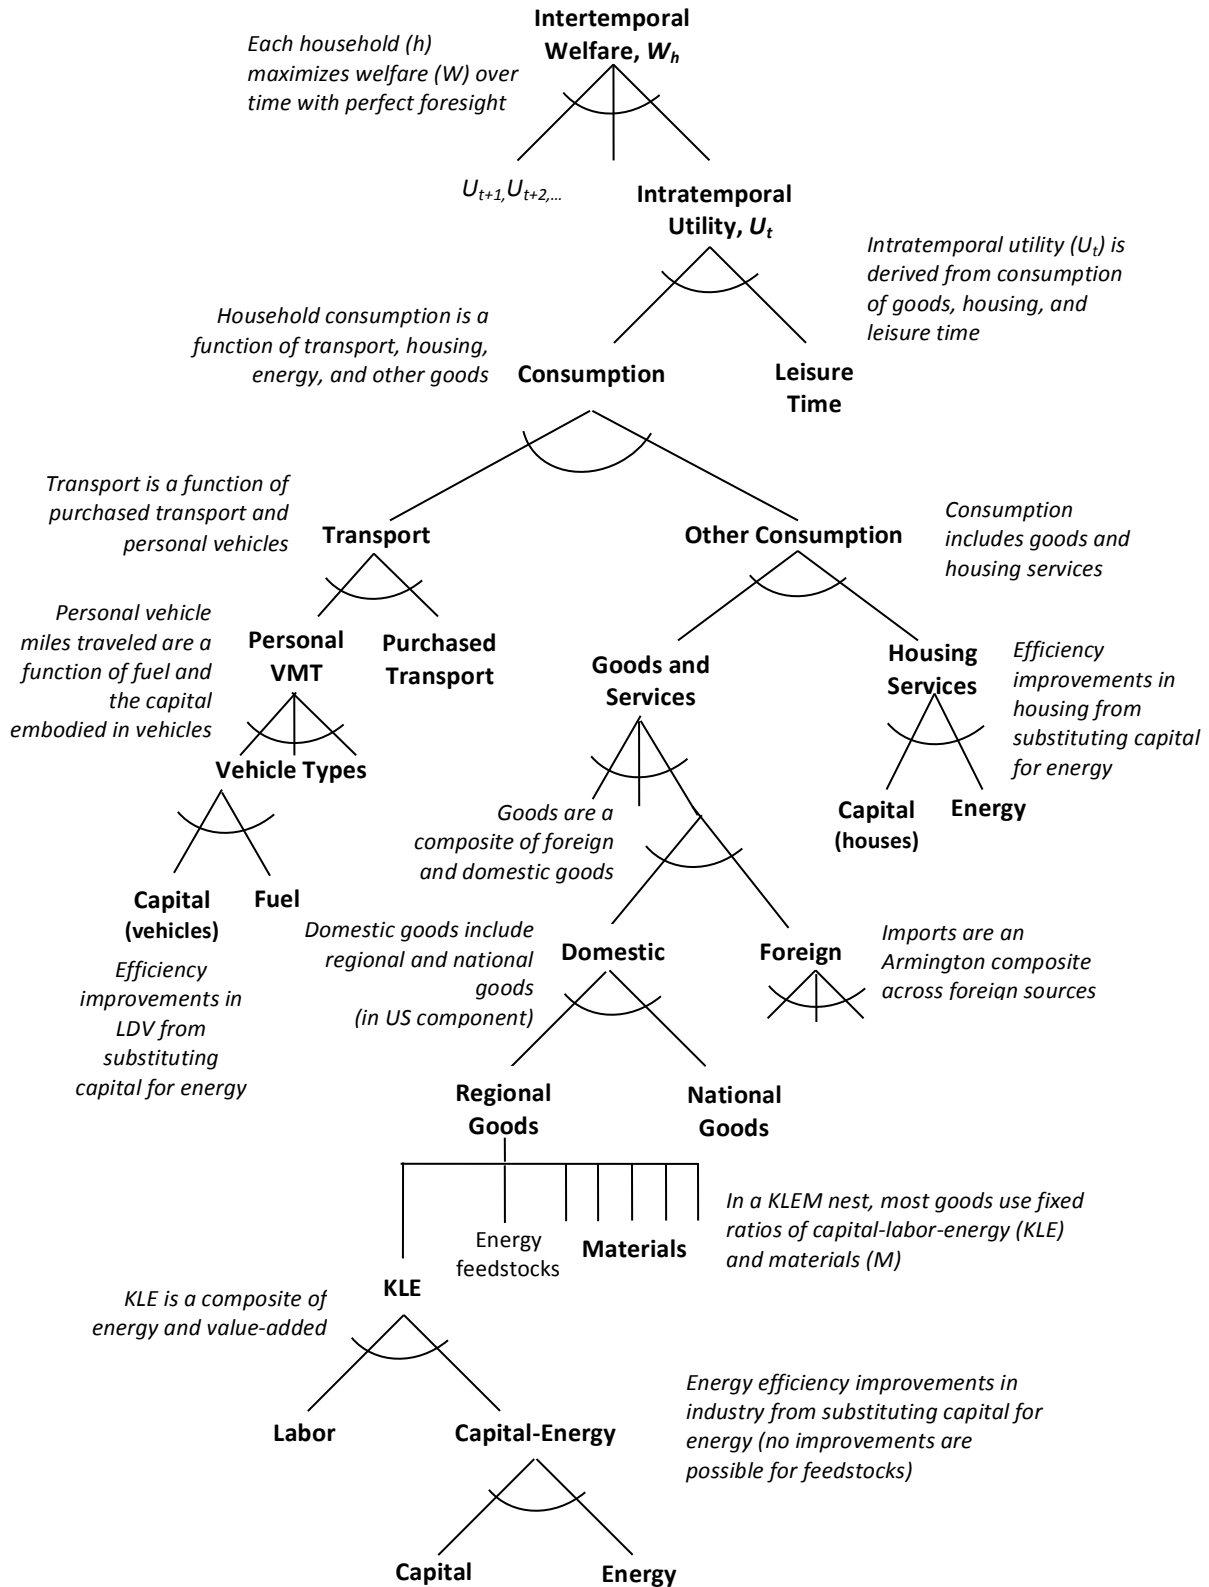 Intertemporal
Welfare, Wh
Each household (h)
maximizes welfare (W) over
time with perfect foresight
Ut+1,Ut+2,...
Intratemporal
Utility, Ut
Intratemporal utility (Ut) is
derived from consumption
of goods, housing, and
leisure time
Household consumption is a
function of transport, housing,
energy, and other goods
Consumption
Leisure
Time
Transport is a function of
purchased transport and
personal vehicles
Transport
Other Consumption
Consumption
includes goods and
housing services
Personal vehicle
miles traveled are a
function of fuel and
the capital
embodied in vehicles
Personal
VMT
Purchased
Transport
Goods and
Services
Housing
Services
Efficiency
improvements in
housing from
substituting capital
for energy
Vehicle Types
Goods are a
composite of foreign
and domestic goods
Capital
(houses)
Energy
Capital
(vehicles)
Fuel
Domestic goods include
regional and national
goods
(in US component)
Domestic
Foreign
Imports are an
Armington composite
across foreign sources
Efficiency
improvements in
LDV from
substituting
capital for energy
Regional
Goods
National
Goods
Energy
feedstocks
Materials
In a KLEM nest, most goods use fixed
ratios of capital-labor-energy (KLE)
and materials (M)
KLE
KLE is a composite of
energy and value-added
Labor
Capital-Energy
Energy efficiency improvements in
industry from substituting capital for
energy (no improvements are
possible for feedstocks)
Capital
Energy